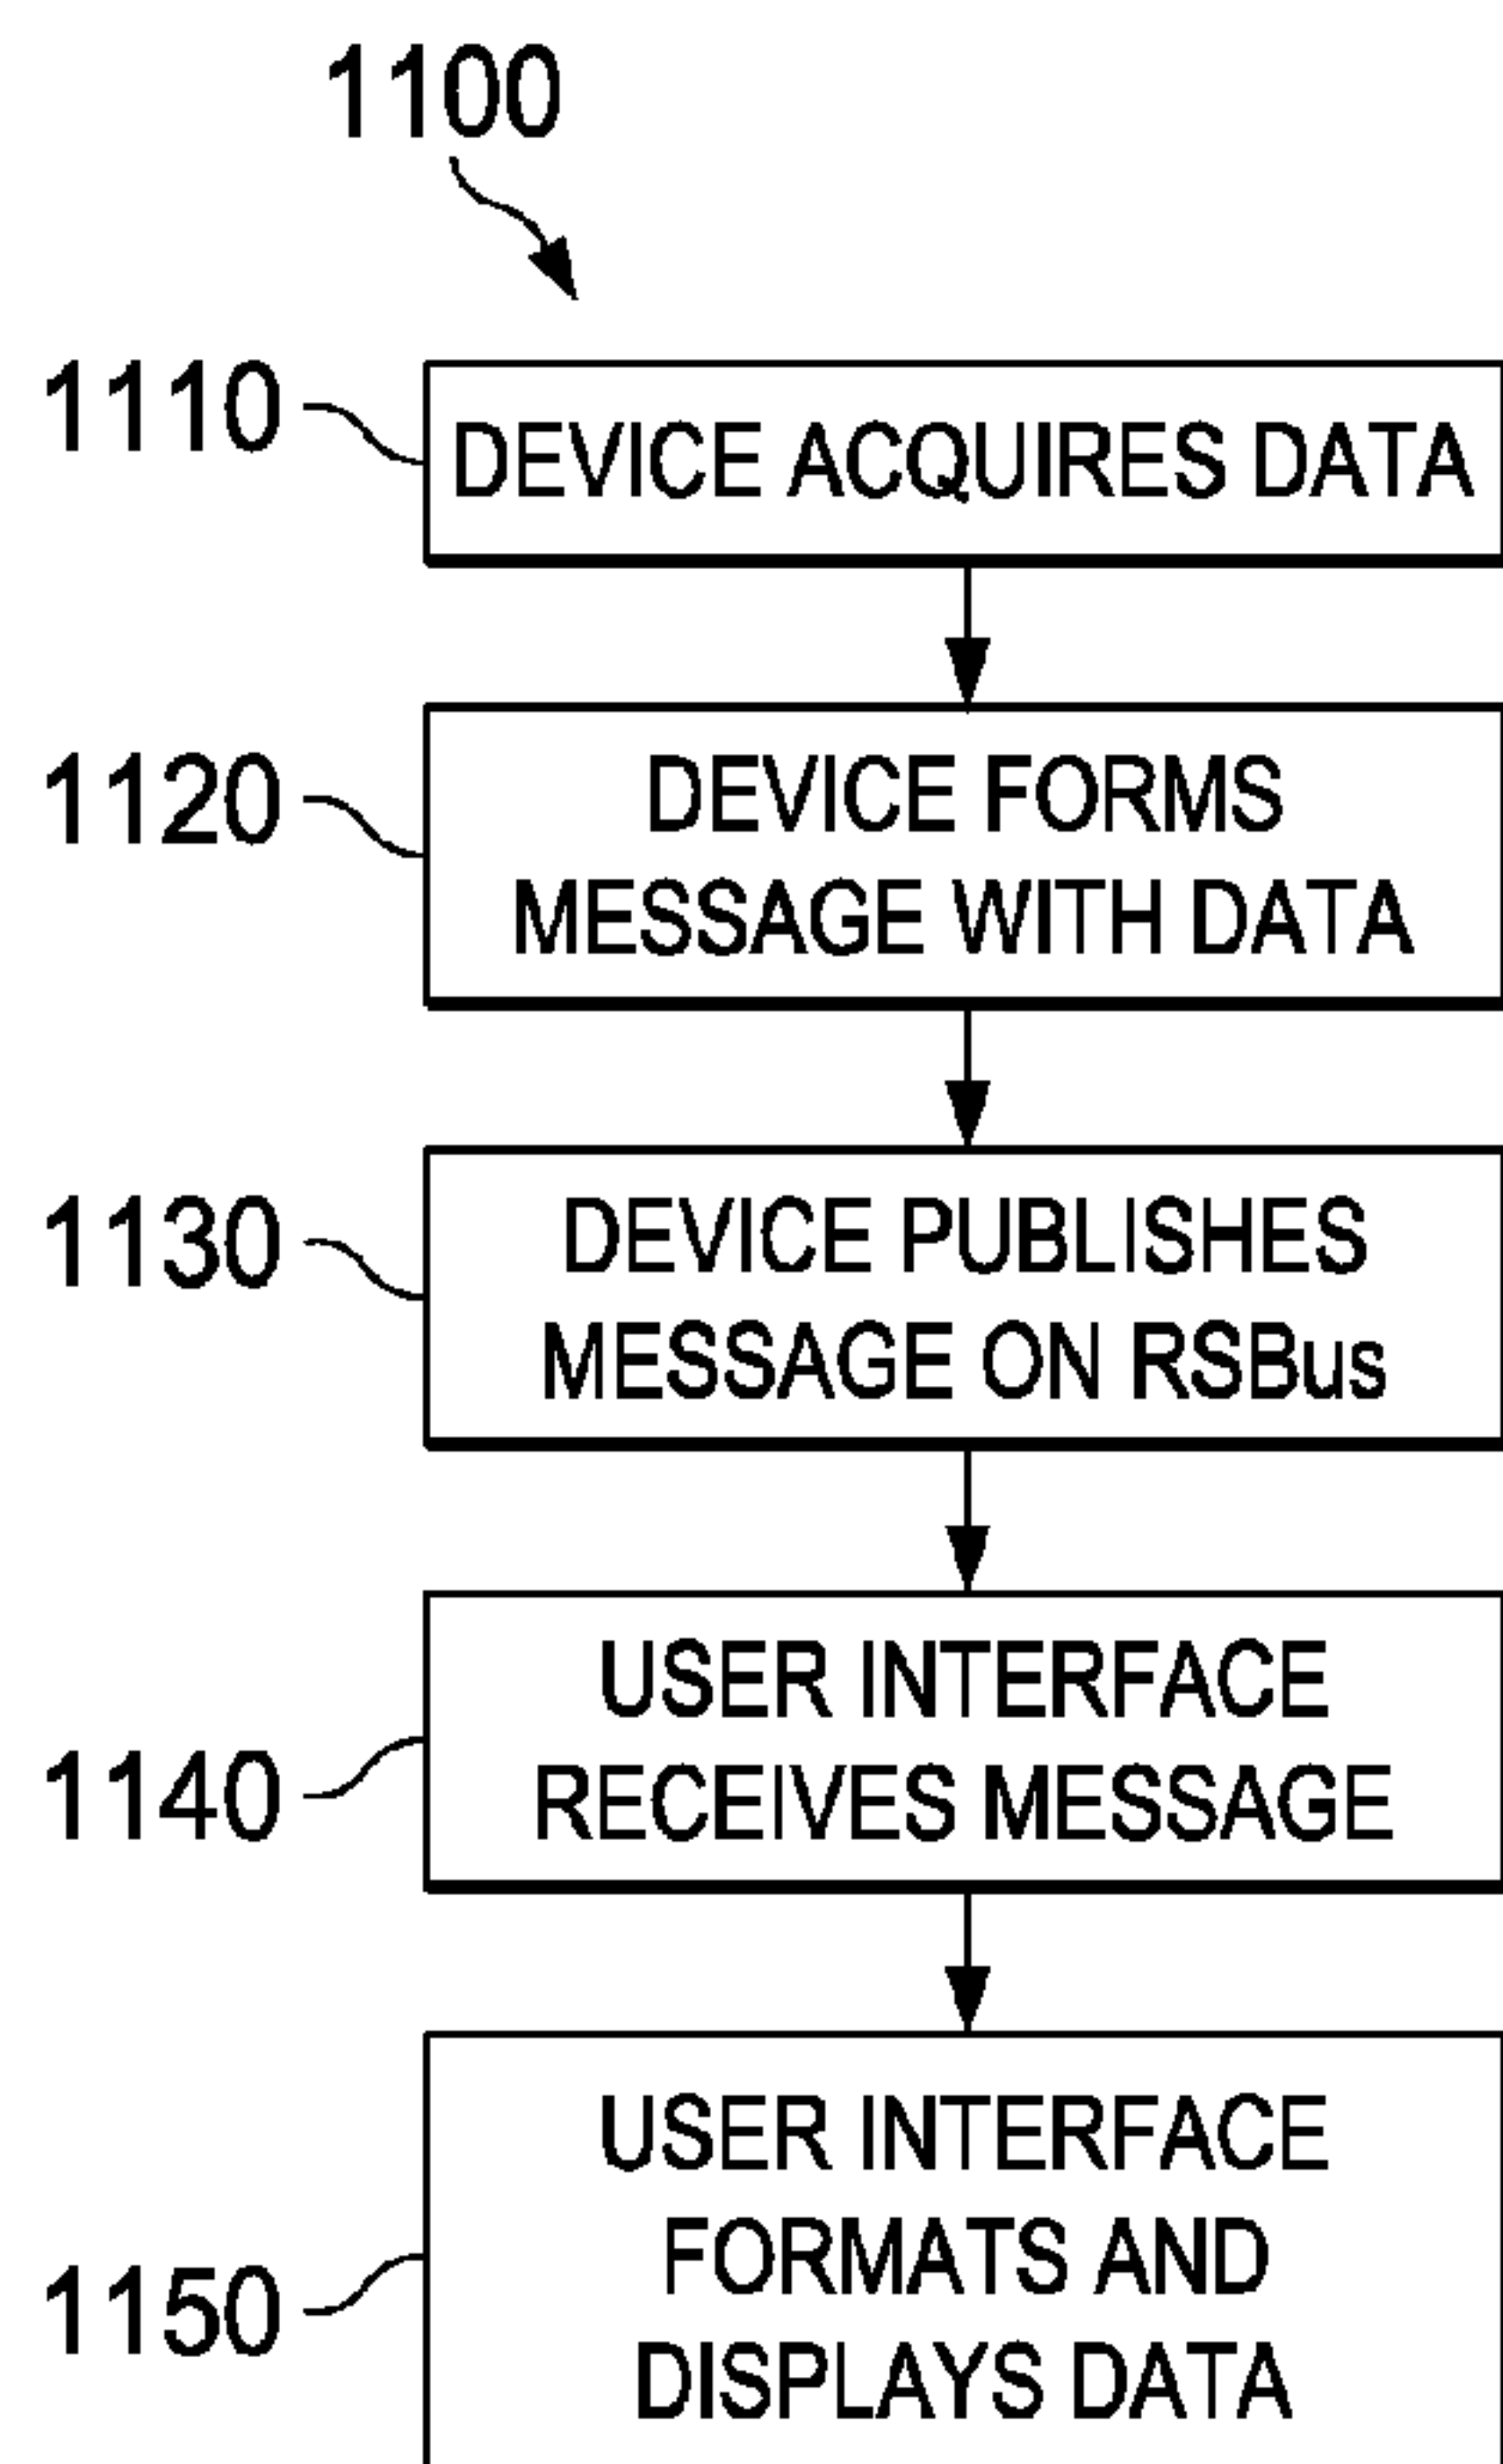 1100
1110
DEVICE ACQUIRES DATA
1120
DEVICE FORMS
MESSAGE WITH DATA
1130
DEVICE PUBLISHES
MESSAGE ON RSBus
1140
USER INTERFACE
RECEIVES MESSAGE
1150
USER INTERFACE
FORMATS AND
DISPLAYS DATA